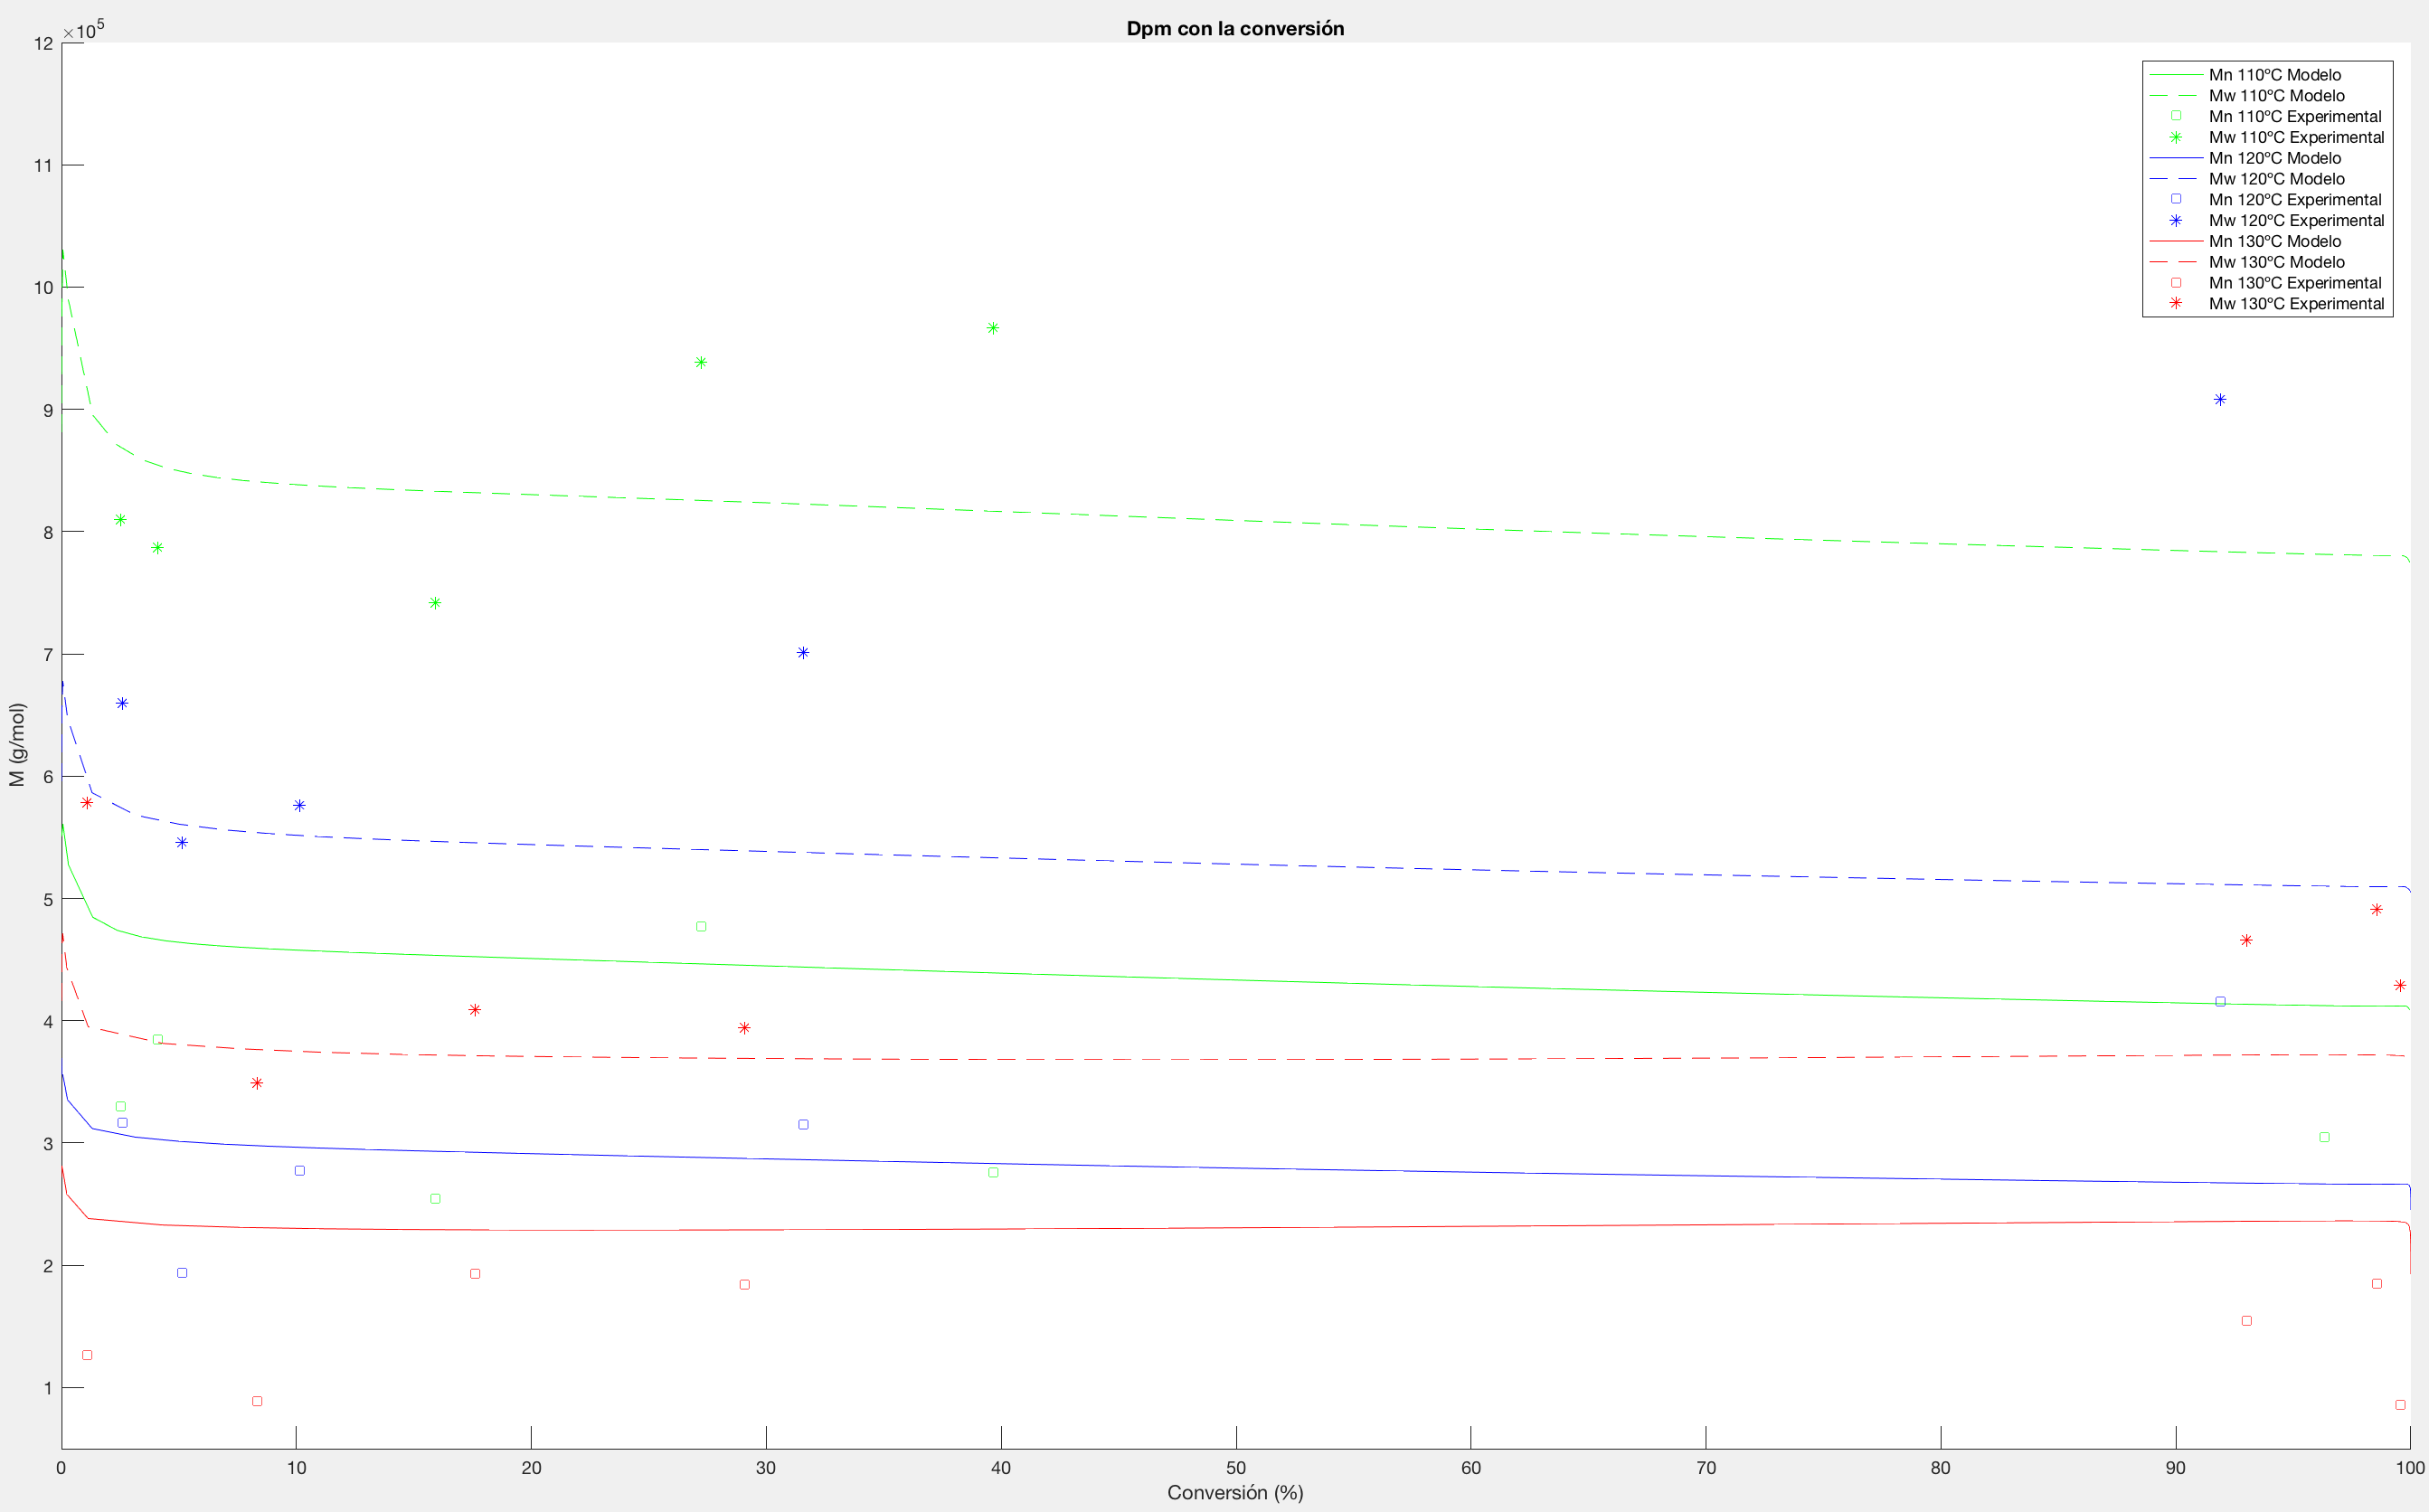 Dpm con la conversión
×10⁵
12
11
10
9
8
7
6
5
4
3
2
1
M (g/mol)
0 10 20 30 40 50 60 70 80 90 100
Conversión (%)
Mn 110ºC Modelo
Mw 110ºC Modelo
Mn 110ºC Experimental
Mw 110ºC Experimental
Mn 120ºC Modelo
Mw 120ºC Modelo
Mn 120ºC Experimental
Mw 120ºC Experimental
Mn 130ºC Modelo
Mw 130ºC Modelo
Mn 130ºC Experimental
Mw 130ºC Experimental